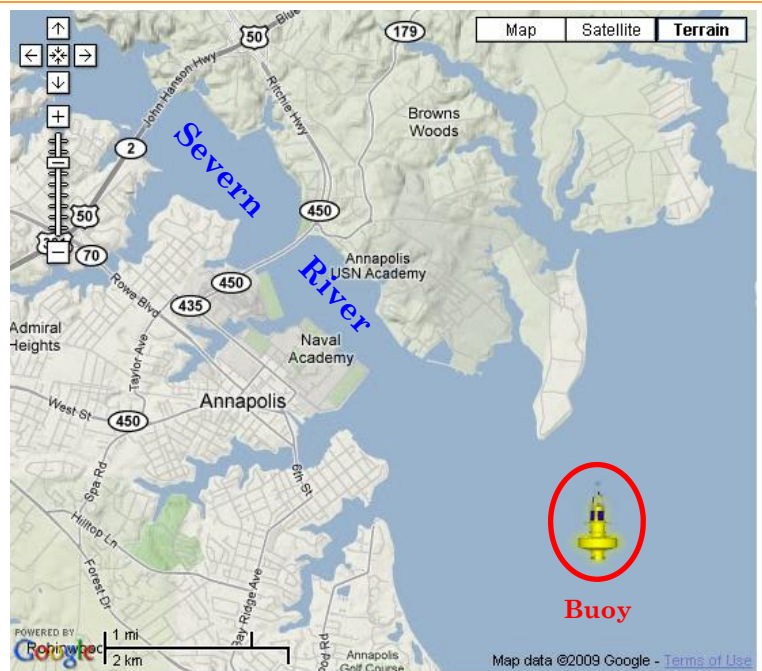 50
Blue
179
Map
Satellite
Terrain
John Hanson Hwy
Ritchie Hwy
Browns
Woods
2
Severn
50
450
70
Annapolis
USN Academy
River
450
435
Rowe Blvd
Admiral
Heights
Naval
Academy
Taylor Ave
Annapolis
West St
450
6th St
Spa Rd
Hilltop Ln
Forest Dr
Bay Ridge Ave
Buoy
POWERED BY
Google
1 mi
2 km
Annapolis
Golf Course
Map data ©2009 Google - Terms of Use